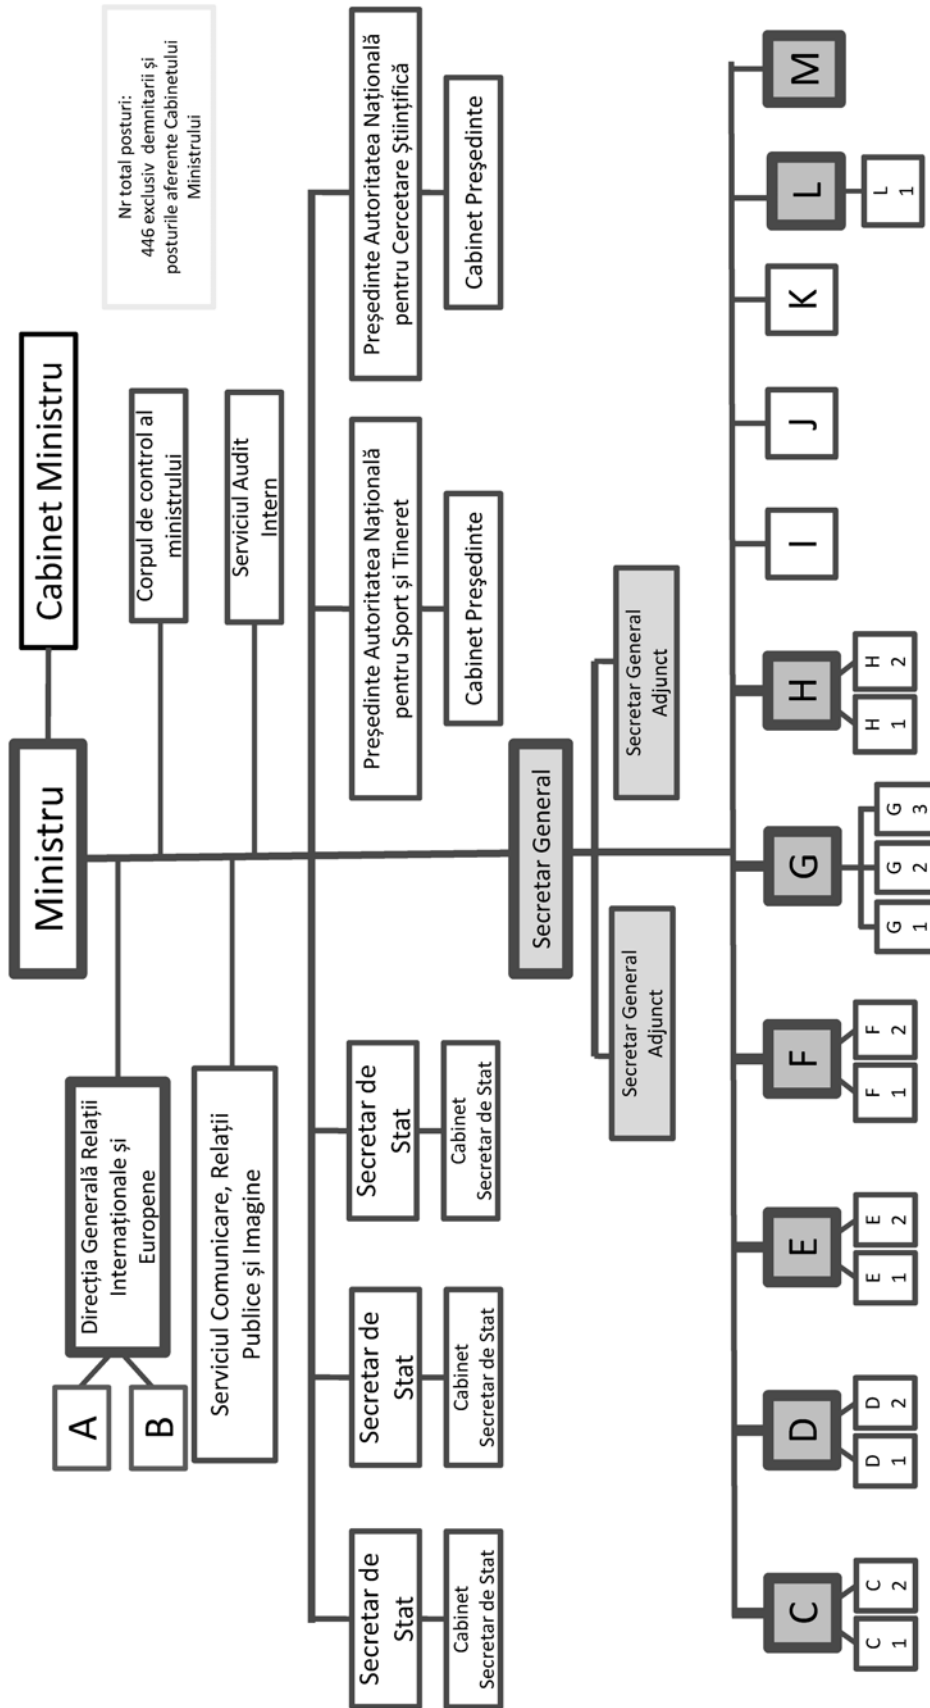 Ministru
Cabinet Ministru
Nr total posturi:
446 exclusiv demnitarii și
posturile aferente Cabinetului
Ministrului
Direcția Generală Relații
Internaționale și
Europene
A
B
Corpul de control al
ministrului
Serviciul Comunicare, Relații
Publice și Imagine
Serviciul Audit
Intern
Secretar de
Stat
Secretar de
Stat
Secretar de
Stat
Președinte Autoritatea Națională
pentru Sport și Tineret
Președinte Autoritatea Națională
pentru Cercetare Științifică
Cabinet
Secretar de Stat
Cabinet
Secretar de Stat
Cabinet
Secretar de Stat
Cabinet Președinte
Cabinet Președinte
Secretar General
Secretar General
Adjunct
Secretar General
Adjunct
C
D
E
F
G
H
I
J
K
L
M
C
1
C
2
D
1
D
2
E
1
E
2
F
1
F
2
G
1
G
2
G
3
H
1
H
2
L
1